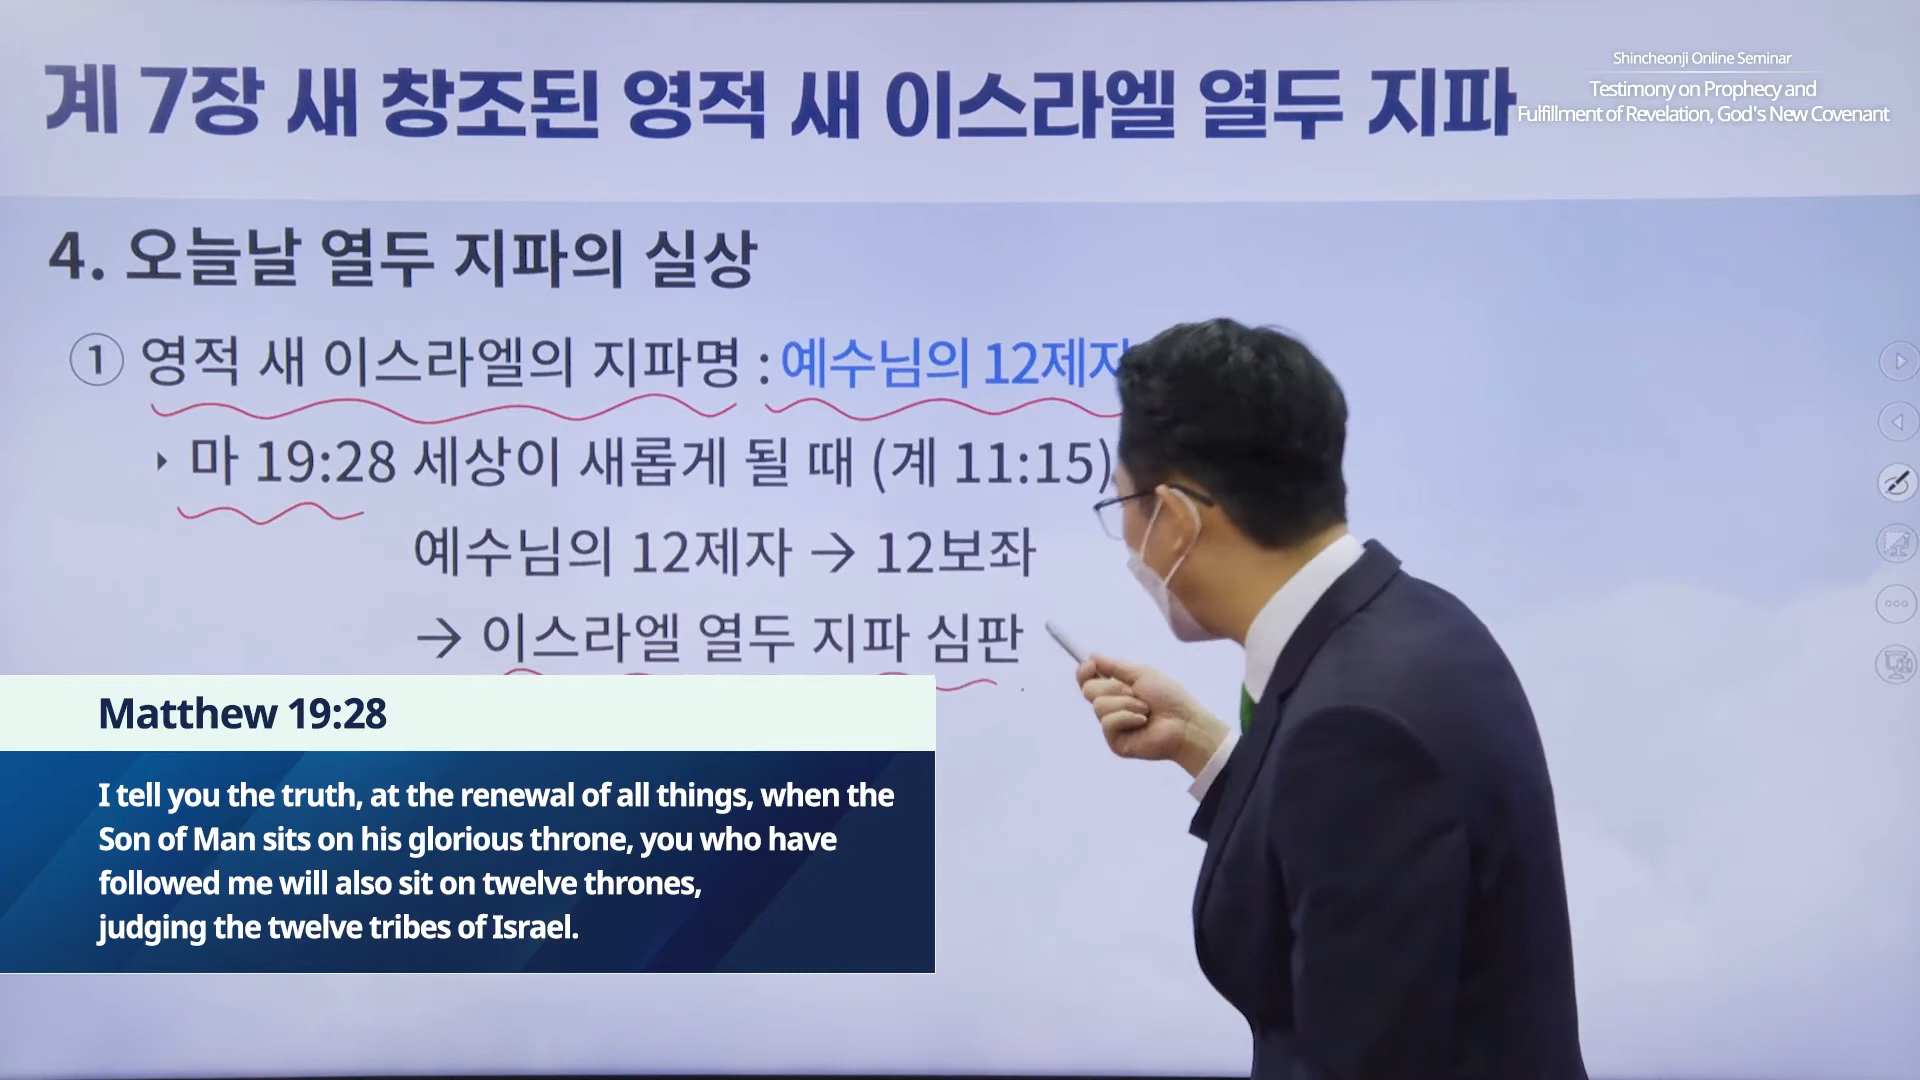 계 7장 새 창조된 영적 새 이스라엘 열두 지파
Shincheonji Online Seminar
Testimony on Prophecy and
Fulfillment of Revelation, God's New Covenant
4. 오늘날 열두 지파의 실상
① 영적 새 이스라엘의 지파명 : 예수님의 12제자
‣ 마 19:28 세상이 새롭게 될 때 (계 11:15)
예수님의 12제자 → 12보좌
→ 이스라엘 열두 지파 심판
Matthew 19:28
I tell you the truth, at the renewal of all things, when the
Son of Man sits on his glorious throne, you who have
followed me will also sit on twelve thrones,
judging the twelve tribes of Israel.